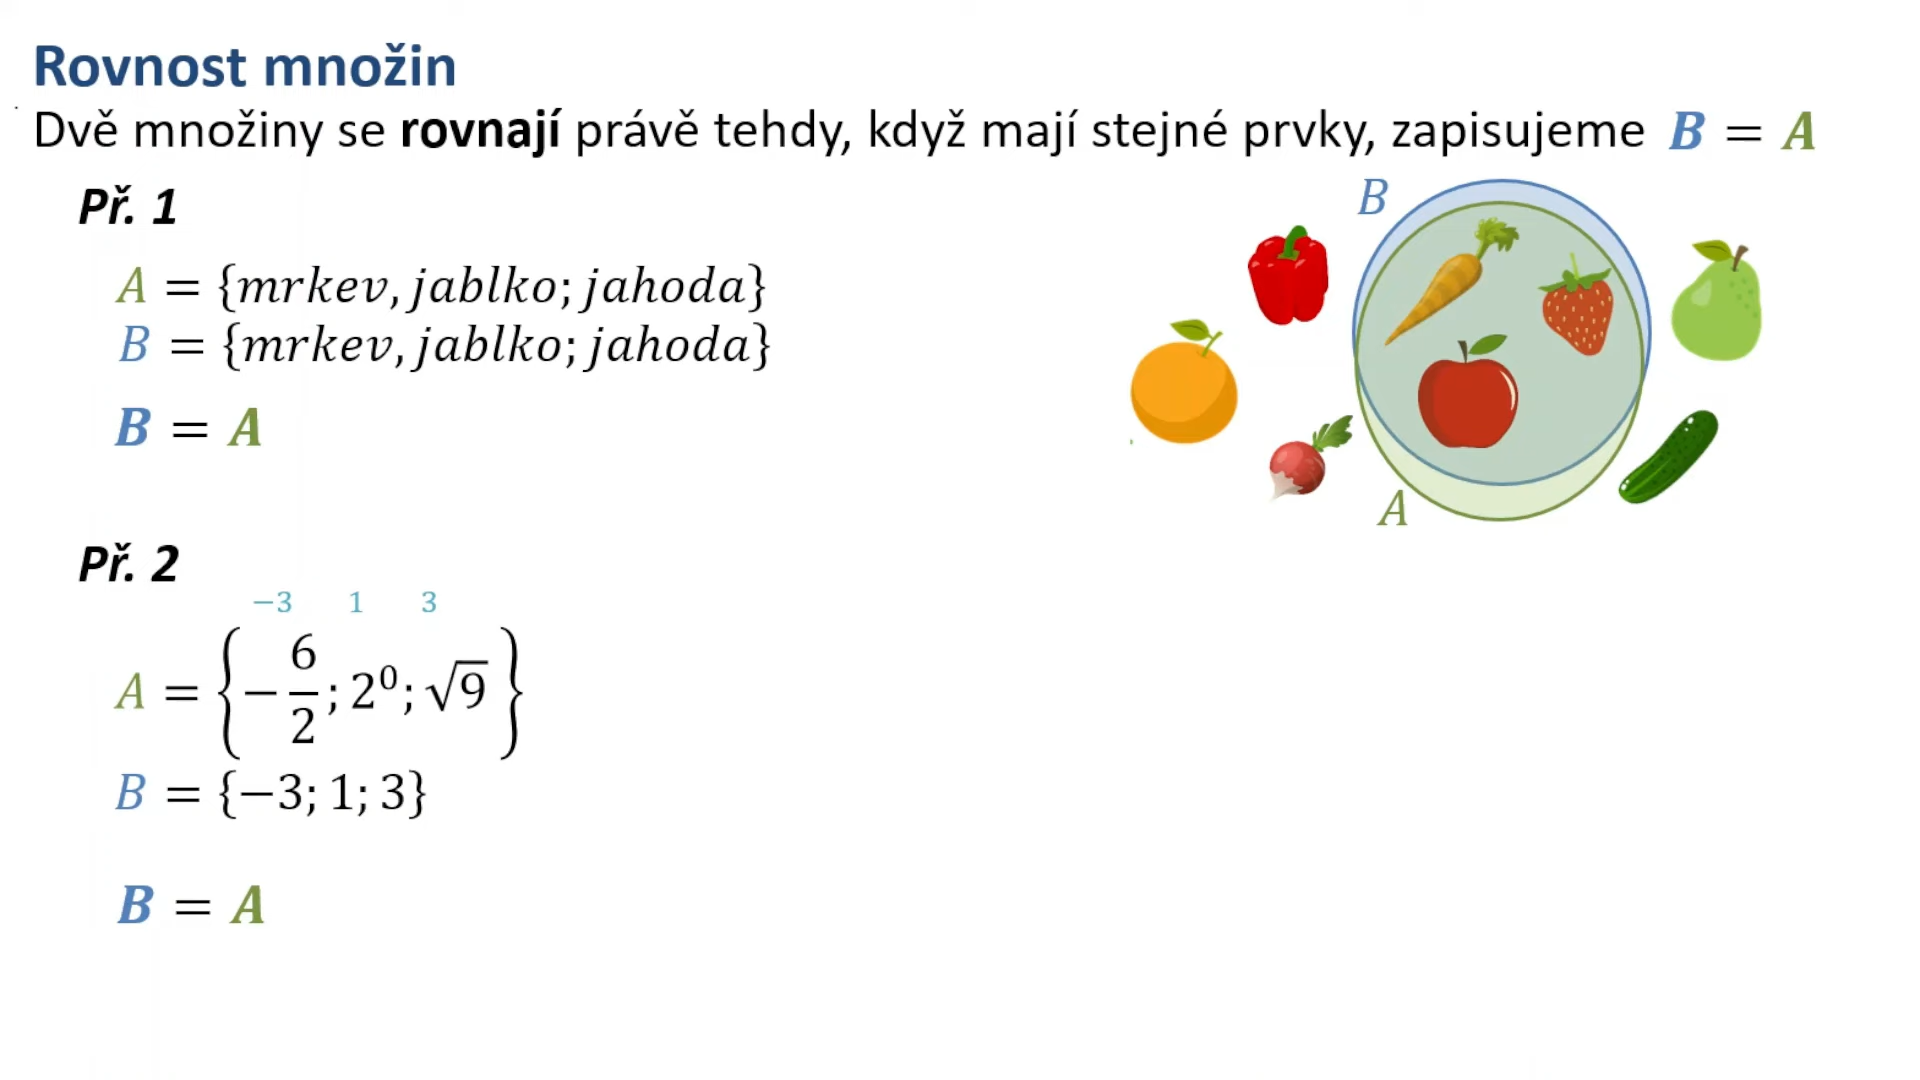 Rovnost množin
Dvě množiny se rovnají právě tehdy, když mají stejné prvky, zapisujeme B = A
Př. 1
A = {mrkev, jablko; jahoda}
B = {mrkev, jablko; jahoda}
B = A
B
A
Př. 2
−3 1 3
A = {−6/2; 2⁰; √9}
B = {−3; 1; 3}
B = A